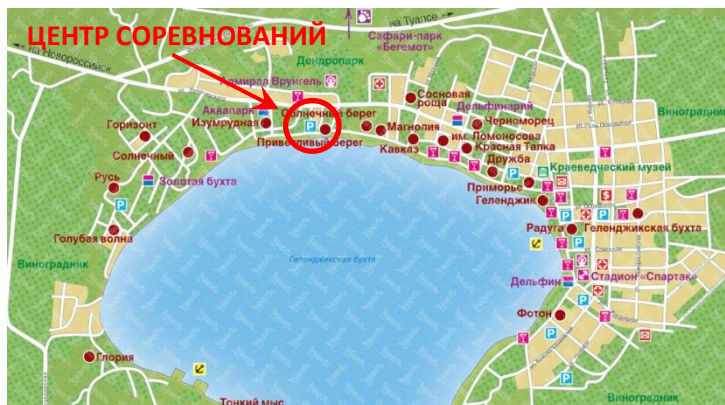 на Туапсе
ЦЕНТР СОРЕВНОВАНИЙ
Сафари-парк
«Бегемот»
на Новороссийск
Дендропарк
Адмирал Врунгель
Сосновая
роща
Дельфинарий
Аквапарк
Солнечный берег
Изумрудная
Черноморец
Виноградник
Горизонт
Магнолия
им. Ломоносова
Приветливый берег
Кавказ
Красная Талка
Солнечный
Дружба
Краеведческий музей
Русь
Золотая бухта
Приморье
Геленджик
Радуга
Геленджикская бухта
Голубая волна
Виноградник
Геленджикская бухта
Дельфин
Стадион «Спартак»
Фотон
Глория
Виноградник
Тонкий мыс